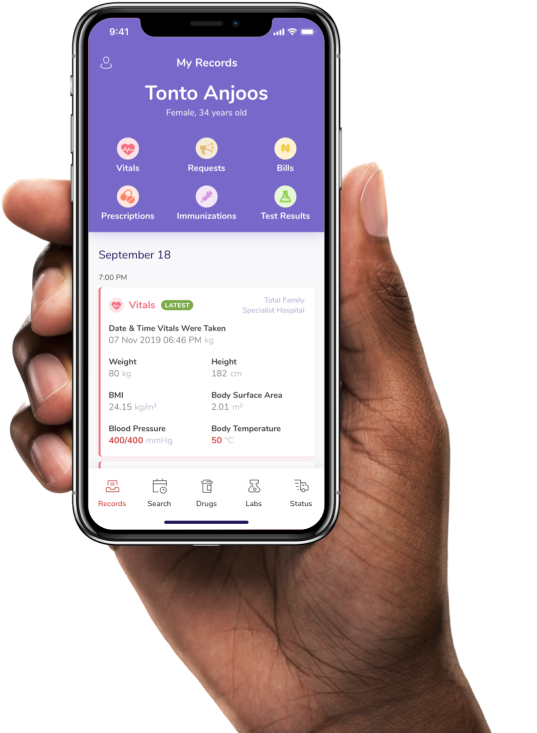 9:41
My Records
Tonto Anjoos
Female, 34 years old
Vitals
Requests
₦
Bills
Prescriptions
Immunizations
Test Results
September 18
7:00 PM
Vitals LATEST
Total Family
Specialist Hospital
Date & Time Vitals Were Taken
07 Nov 2019 06:46 PM kg
Weight Height
80 kg 182 cm
BMI Body Surface Area
24.15 kg/m² 2.01 m²
Blood Pressure Body Temperature
400/400 mmHg 50 °C
Records Search Drugs Labs Status